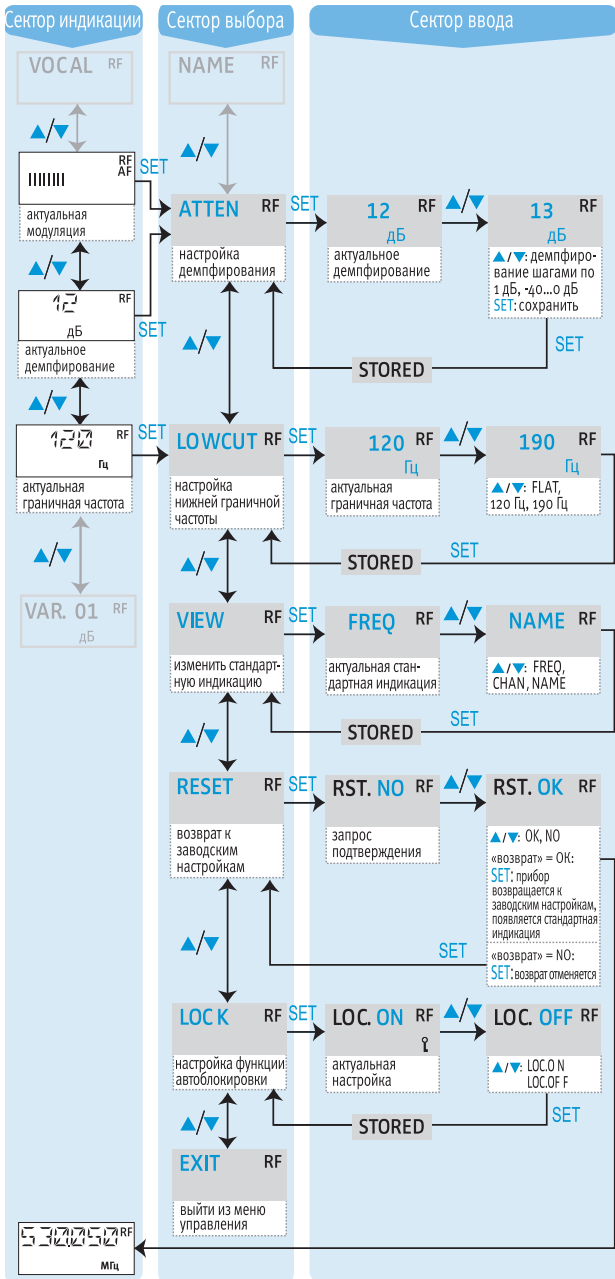 Сектор индикации
Сектор выбора
Сектор ввода
VOCAL RF
NAME RF
▲/▼
▲/▼
RF
AF
SET
актуальная
модуляция
ATTEN RF
SET
12 RF
дБ
▲/▼
13
дБ
настройка
демпфирования
актуальное
демпфирование
▲/▼: демпфиро-
вание шагами по
1 дБ, -40...0 дБ
SET: сохранить
▲/▼
12 RF
дБ
SET
актуальное
демпфирование
▲/▼
STORED
SET
▲/▼
120 RF
Гц
SET
актуальная
граничная частота
LOWCUT RF
SET
120 RF
Гц
▲/▼
190
Гц
настройка
нижней граничной
частоты
актуальная
граничная частота
▲/▼: FLAT,
120 Гц, 190 Гц
▲/▼
▲/▼
STORED
SET
VAR. 01 RF
дБ
VIEW RF
SET
FREQ RF
▲/▼
NAME RF
изменить стандарт-
ную индикацию
актуальная стан-
дартная индикация
▲/▼: FREQ,
CHAN, NAME
▲/▼
STORED
SET
RESET RF
SET
RST. NO RF
▲/▼
RST. OK RF
возврат к
заводским
настройкам
запрос
подтверждения
▲/▼: OK, NO
«возврат» = ОК:
SET: прибор
возвращается к
заводским настройкам,
появляется стандартная
индикация
«возврат» = NO:
SET: возврат отменяется
▲/▼
SET
LOC K RF
SET
LOC. ON RF
▲/▼
LOC. OFF RF
настройка функции
автоблокировки
актуальная
настройка
▲/▼: LOC.O N
LOC.OF F
▲/▼
STORED
SET
EXIT RF
выйти из меню
управления
530.050 RF
МГц